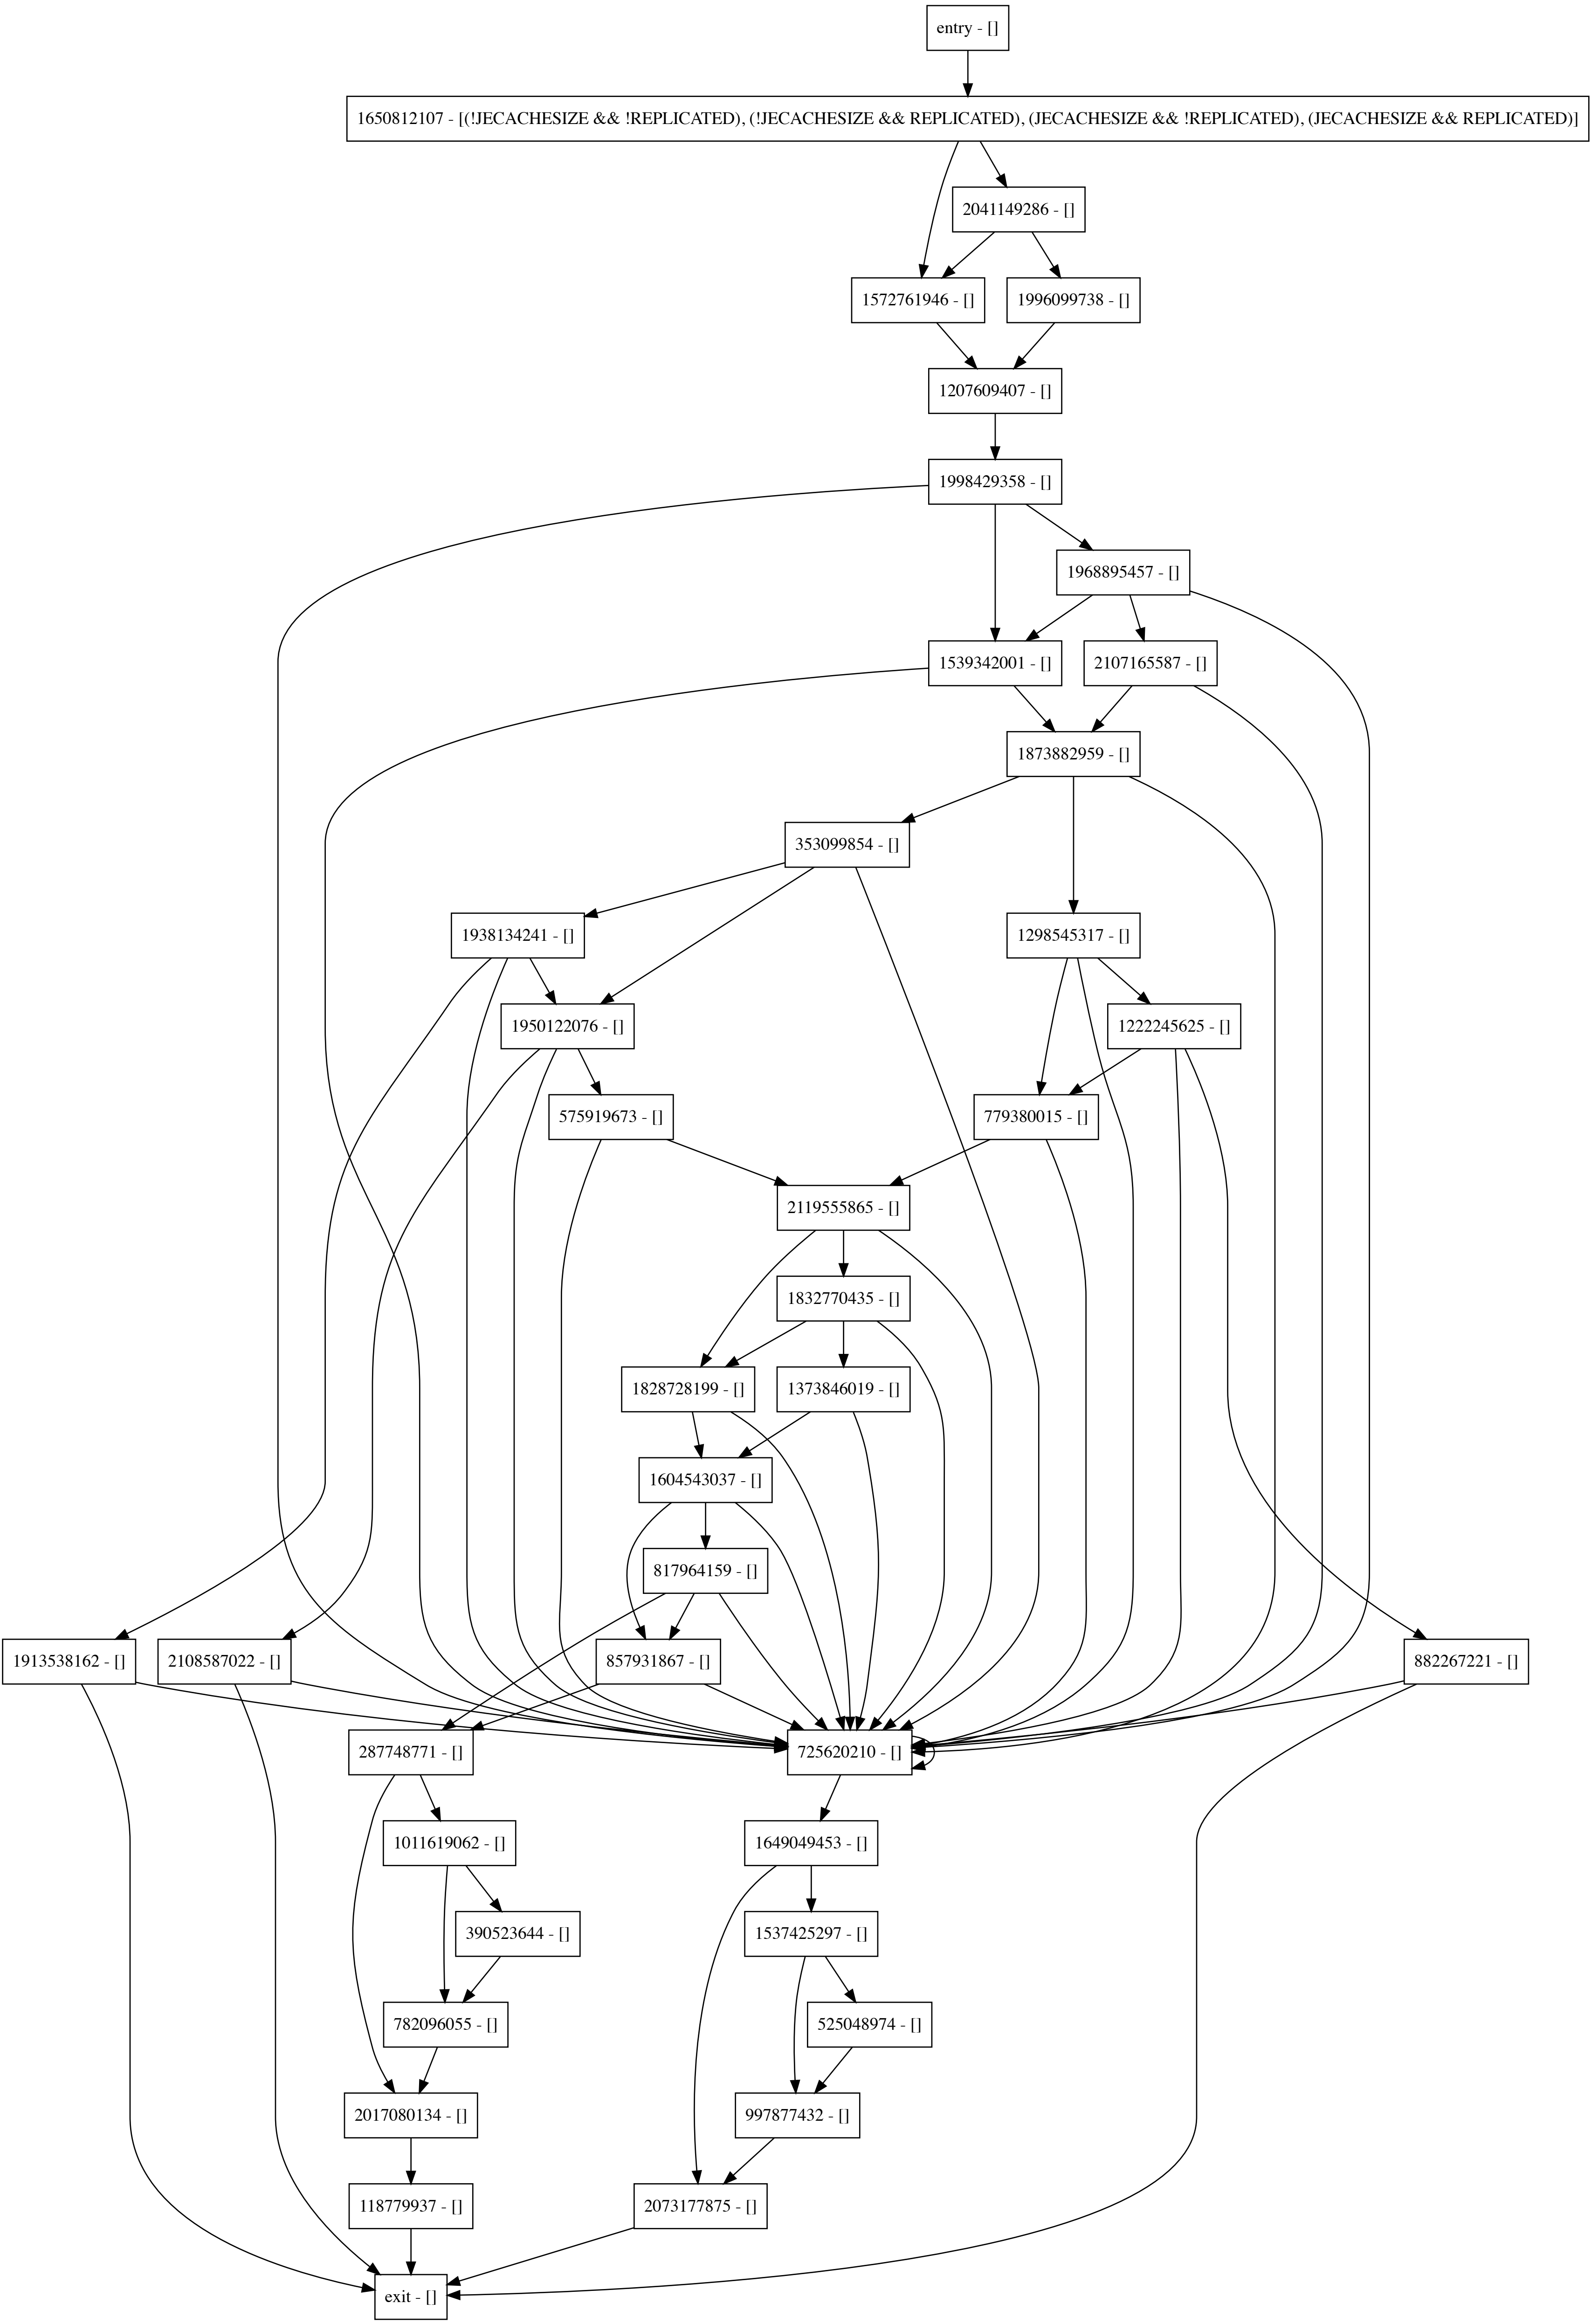 entry - []
1650812107 - [(!JECACHESIZE && !REPLICATED), (!JECACHESIZE && REPLICATED), (JECACHESIZE && !REPLICATED), (JECACHESIZE && REPLICATED)]
2041149286 - []
1572761946 - []
1996099738 - []
1207609407 - []
1998429358 - []
1968895457 - []
1539342001 - []
2107165587 - []
1873882959 - []
353099854 - []
1938134241 - []
1298545317 - []
1950122076 - []
1222245625 - []
575919673 - []
779380015 - []
2119555865 - []
1832770435 - []
1828728199 - []
1373846019 - []
1604543037 - []
817964159 - []
1913538162 - []
2108587022 - []
857931867 - []
882267221 - []
287748771 - []
725620210 - []
1011619062 - []
1649049453 - []
390523644 - []
1537425297 - []
782096055 - []
525048974 - []
2017080134 - []
997877432 - []
118779937 - []
2073177875 - []
exit - []